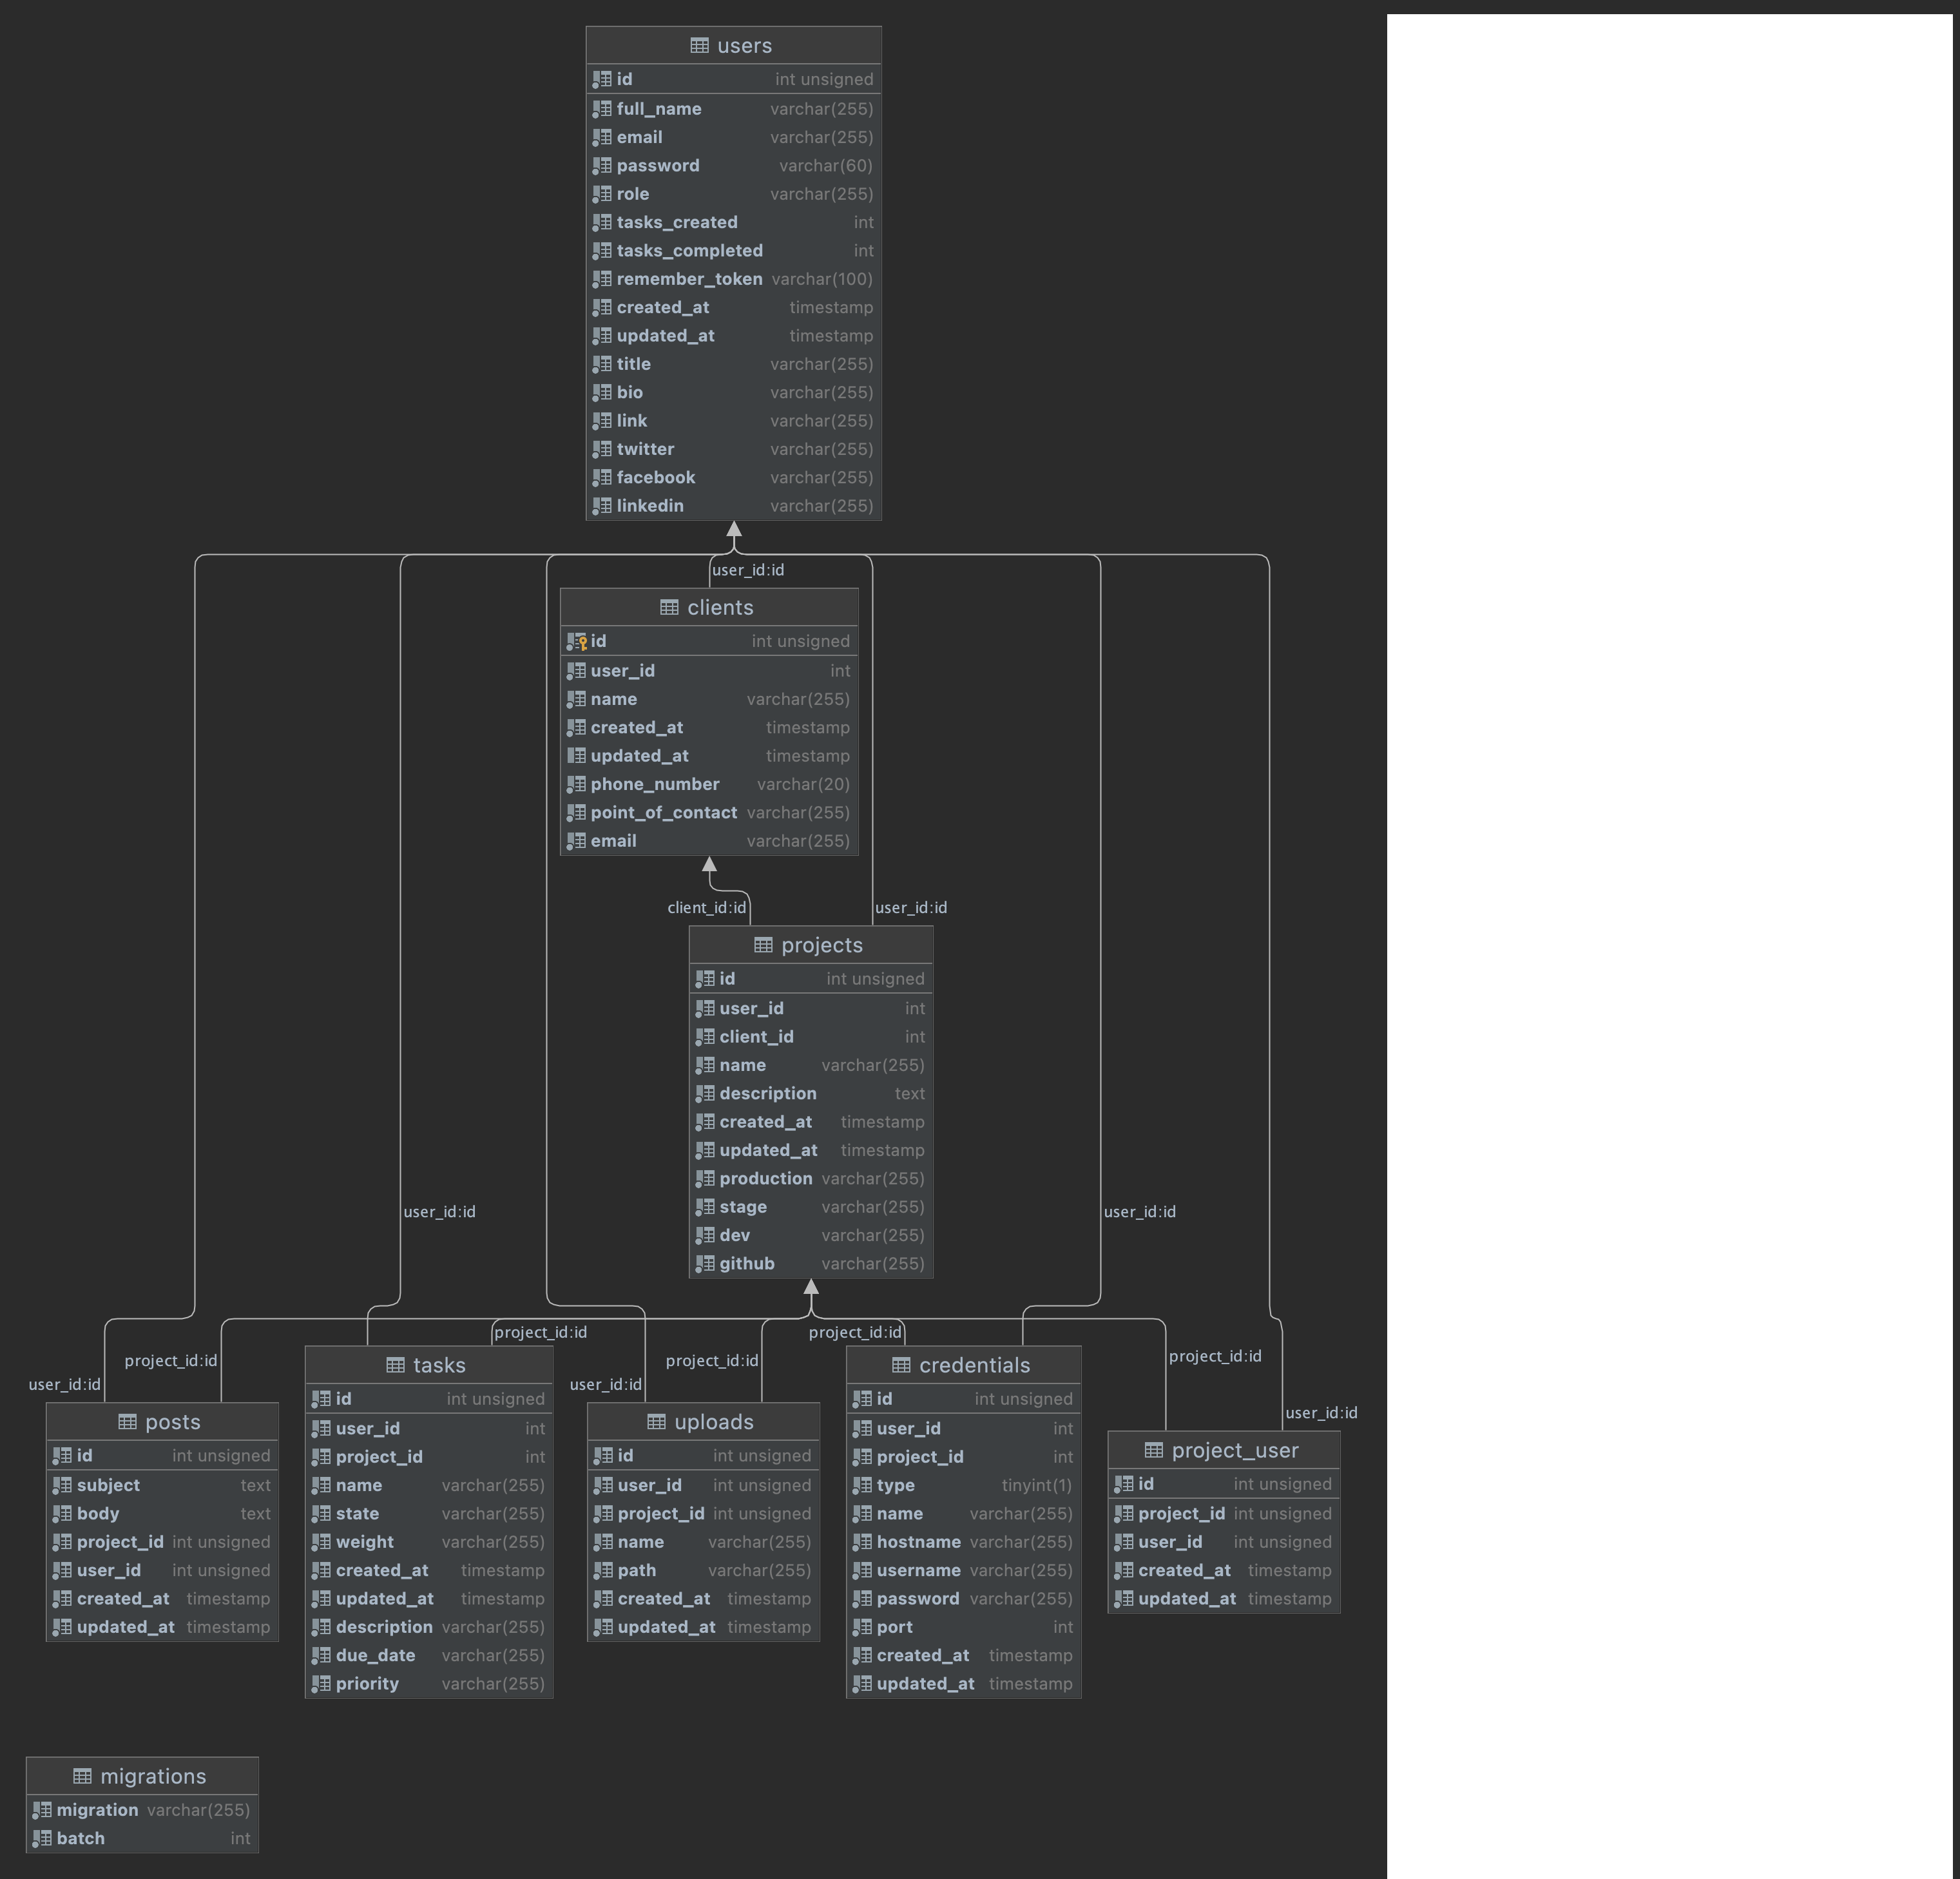 users
id int unsigned
full_name varchar(255)
email varchar(255)
password varchar(60)
role varchar(255)
tasks_created int
tasks_completed int
remember_token varchar(100)
created_at timestamp
updated_at timestamp
title varchar(255)
bio varchar(255)
link varchar(255)
twitter varchar(255)
facebook varchar(255)
linkedin varchar(255)
user_id:id
clients
id int unsigned
user_id int
name varchar(255)
created_at timestamp
updated_at timestamp
phone_number varchar(20)
point_of_contact varchar(255)
email varchar(255)
client_id:id
user_id:id
projects
id int unsigned
user_id int
client_id int
name varchar(255)
description text
created_at timestamp
updated_at timestamp
production varchar(255)
stage varchar(255)
dev varchar(255)
github varchar(255)
user_id:id
user_id:id
project_id:id
project_id:id
project_id:id
project_id:id
project_id:id
user_id:id
user_id:id
user_id:id
posts
id int unsigned
subject text
body text
project_id int unsigned
user_id int unsigned
created_at timestamp
updated_at timestamp
tasks
id int unsigned
user_id int
project_id int
name varchar(255)
state varchar(255)
weight varchar(255)
created_at timestamp
updated_at timestamp
description varchar(255)
due_date varchar(255)
priority varchar(255)
uploads
id int unsigned
user_id int unsigned
project_id int unsigned
name varchar(255)
path varchar(255)
created_at timestamp
updated_at timestamp
credentials
id int unsigned
user_id int
project_id int
type tinyint(1)
name varchar(255)
hostname varchar(255)
username varchar(255)
password varchar(255)
port int
created_at timestamp
updated_at timestamp
project_user
id int unsigned
project_id int unsigned
user_id int unsigned
created_at timestamp
updated_at timestamp
migrations
migration varchar(255)
batch int